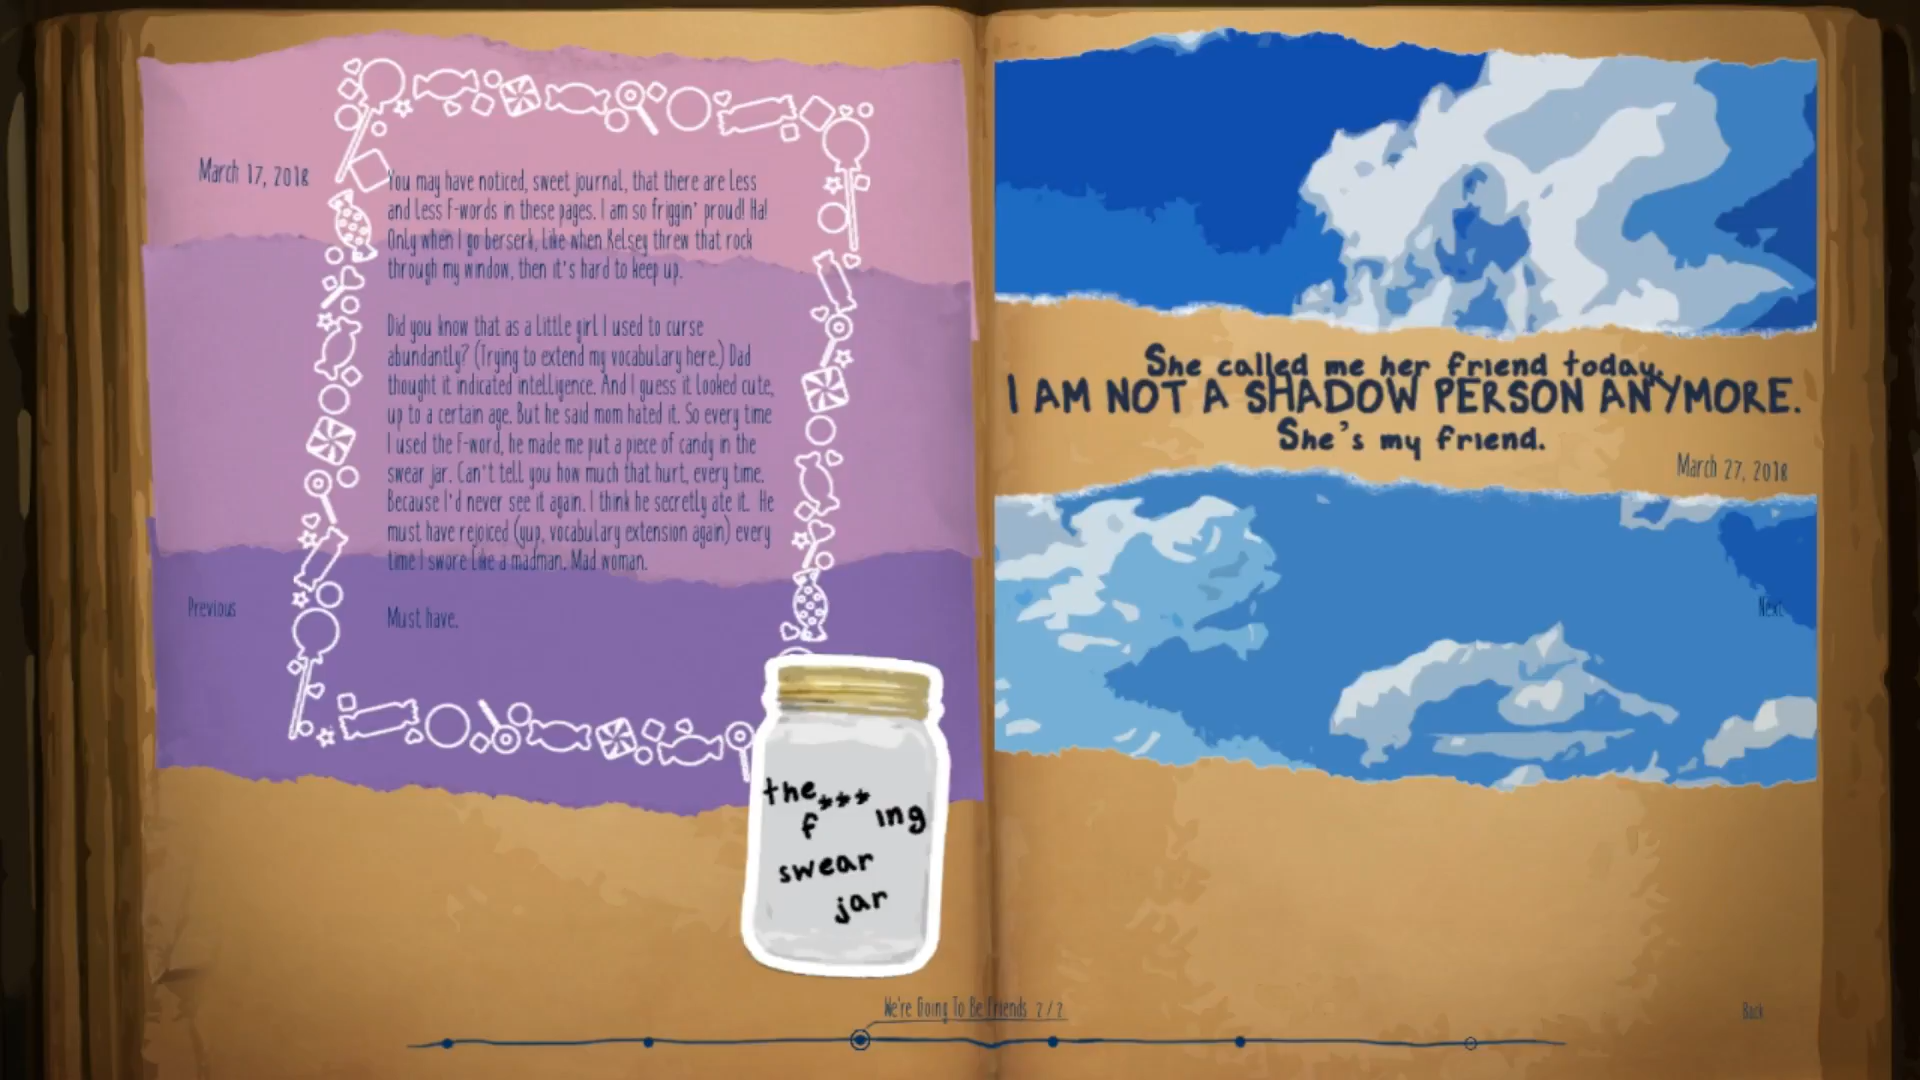 March 17, 2018
You may have noticed, sweet journal, that there are less
and less F-words in these pages. I am so friggin' proud! Ha!
Only when I go berserk, like when Kelsey threw that rock
through my window, then it's hard to keep up.
Did you know that as a little girl I used to curse
abundantly? (Trying to extend my vocabulary here.) Dad
thought it indicated intelligence. And I guess it looked cute,
up to a certain age. But he said mom hated it. So every time
I used the F-word, he made me put a piece of candy in the
swear jar. Can't tell you how much that hurt, every time.
Because I'd never see it again. I think he secretly ate it. He
must have rejoiced (yup, vocabulary extension again) every
time I swore like a madman. Mad woman.
Must have.
Previous
the
f***ing
swear
jar
She called me her friend today.
I AM NOT A SHADOW PERSON ANYMORE.
She's my friend.
March 27, 2018
Next
We're Going To Be Friends 2/2
Back